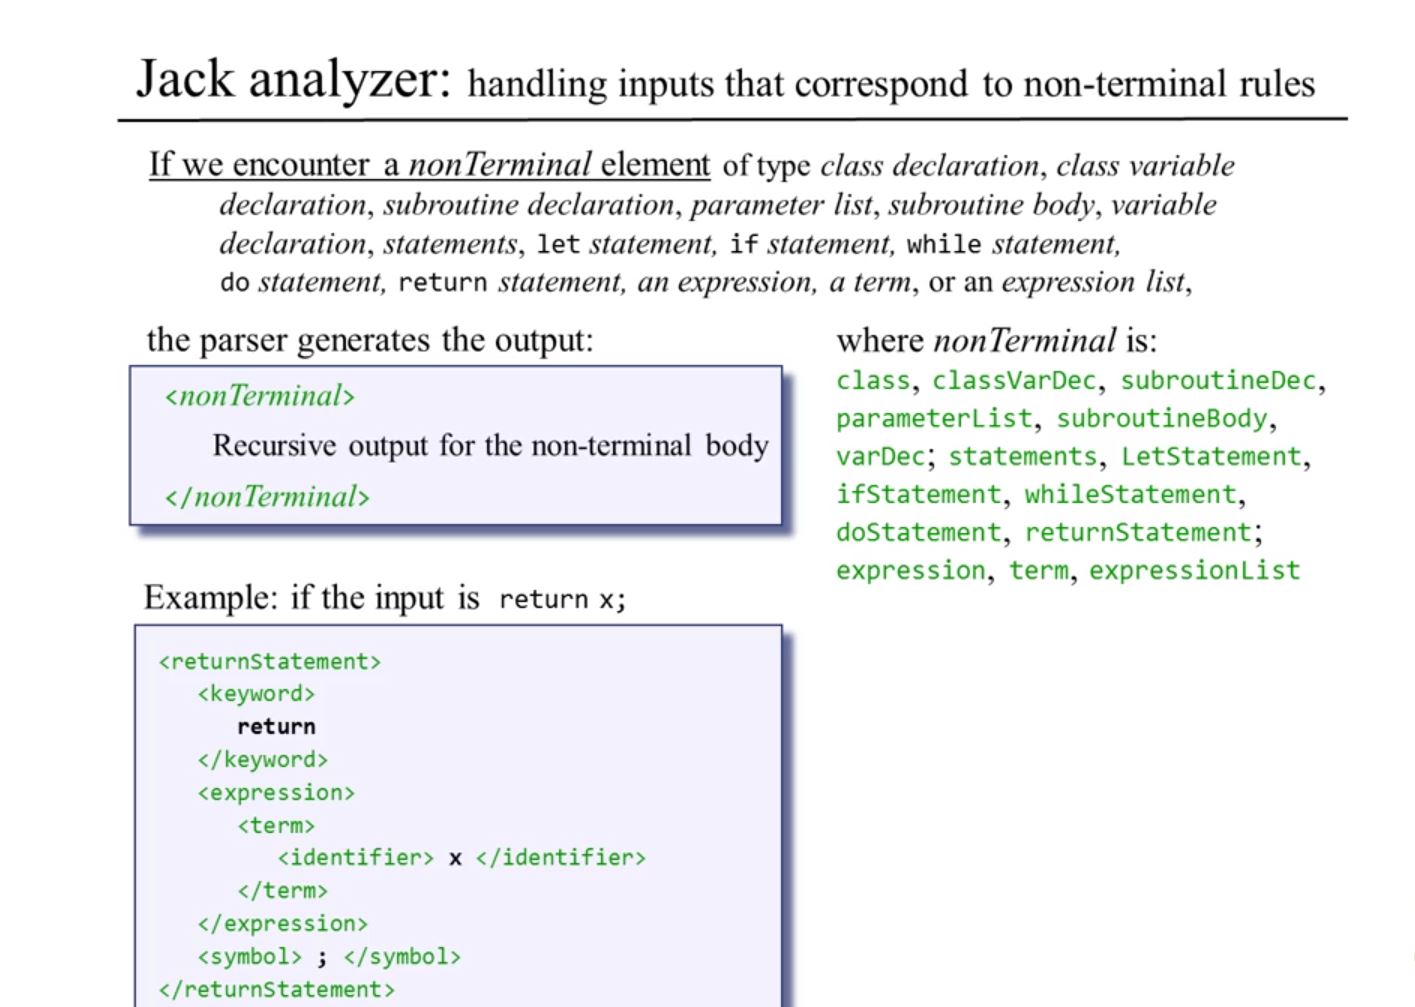 Jack analyzer: handling inputs that correspond to non-terminal rules
If we encounter a nonTerminal element of type class declaration, class variable
declaration, subroutine declaration, parameter list, subroutine body, variable
declaration, statements, let statement, if statement, while statement,
do statement, return statement, an expression, a term, or an expression list,
the parser generates the output:
<nonTerminal>
Recursive output for the non-terminal body
</nonTerminal>
where nonTerminal is:
class, classVarDec, subroutineDec,
parameterList, subroutineBody,
varDec; statements, LetStatement,
ifStatement, whileStatement,
doStatement, returnStatement;
expression, term, expressionList
Example: if the input is return x;
<returnStatement>
<keyword>
return
</keyword>
<expression>
<term>
<identifier> x </identifier>
</term>
</expression>
<symbol> ; </symbol>
</returnStatement>